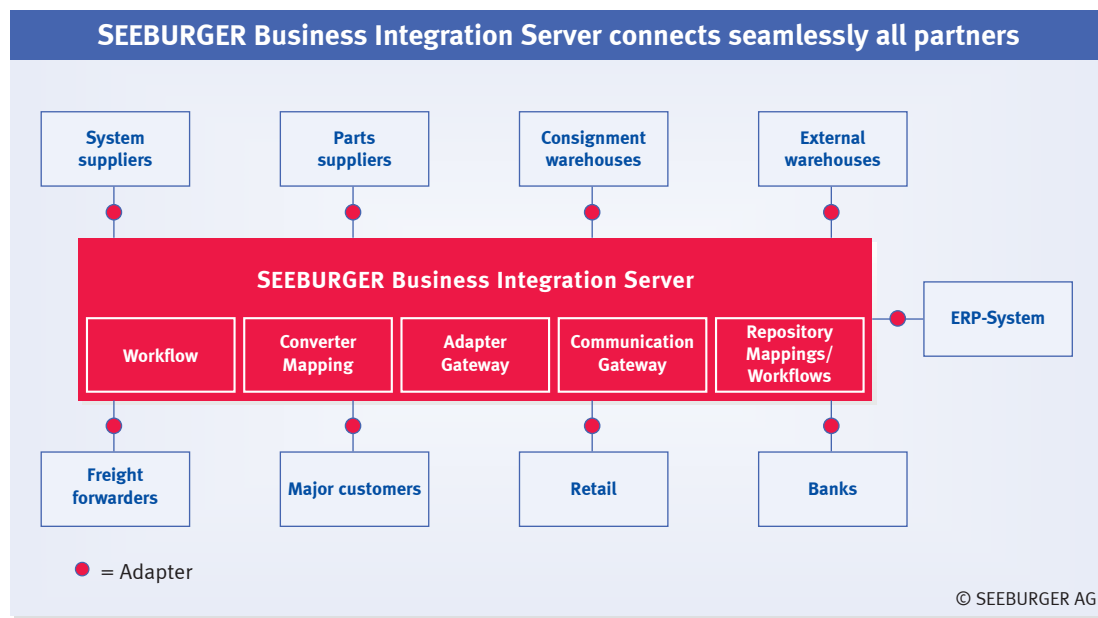 SEEBURGER Business Integration Server connects seamlessly all partners
System
suppliers
Parts
suppliers
Consignment
warehouses
External
warehouses
SEEBURGER Business Integration Server
Workflow
Converter
Mapping
Adapter
Gateway
Communication
Gateway
Repository
Mappings/
Workflows
ERP-System
Freight
forwarders
Major customers
Retail
Banks
= Adapter
© SEEBURGER AG